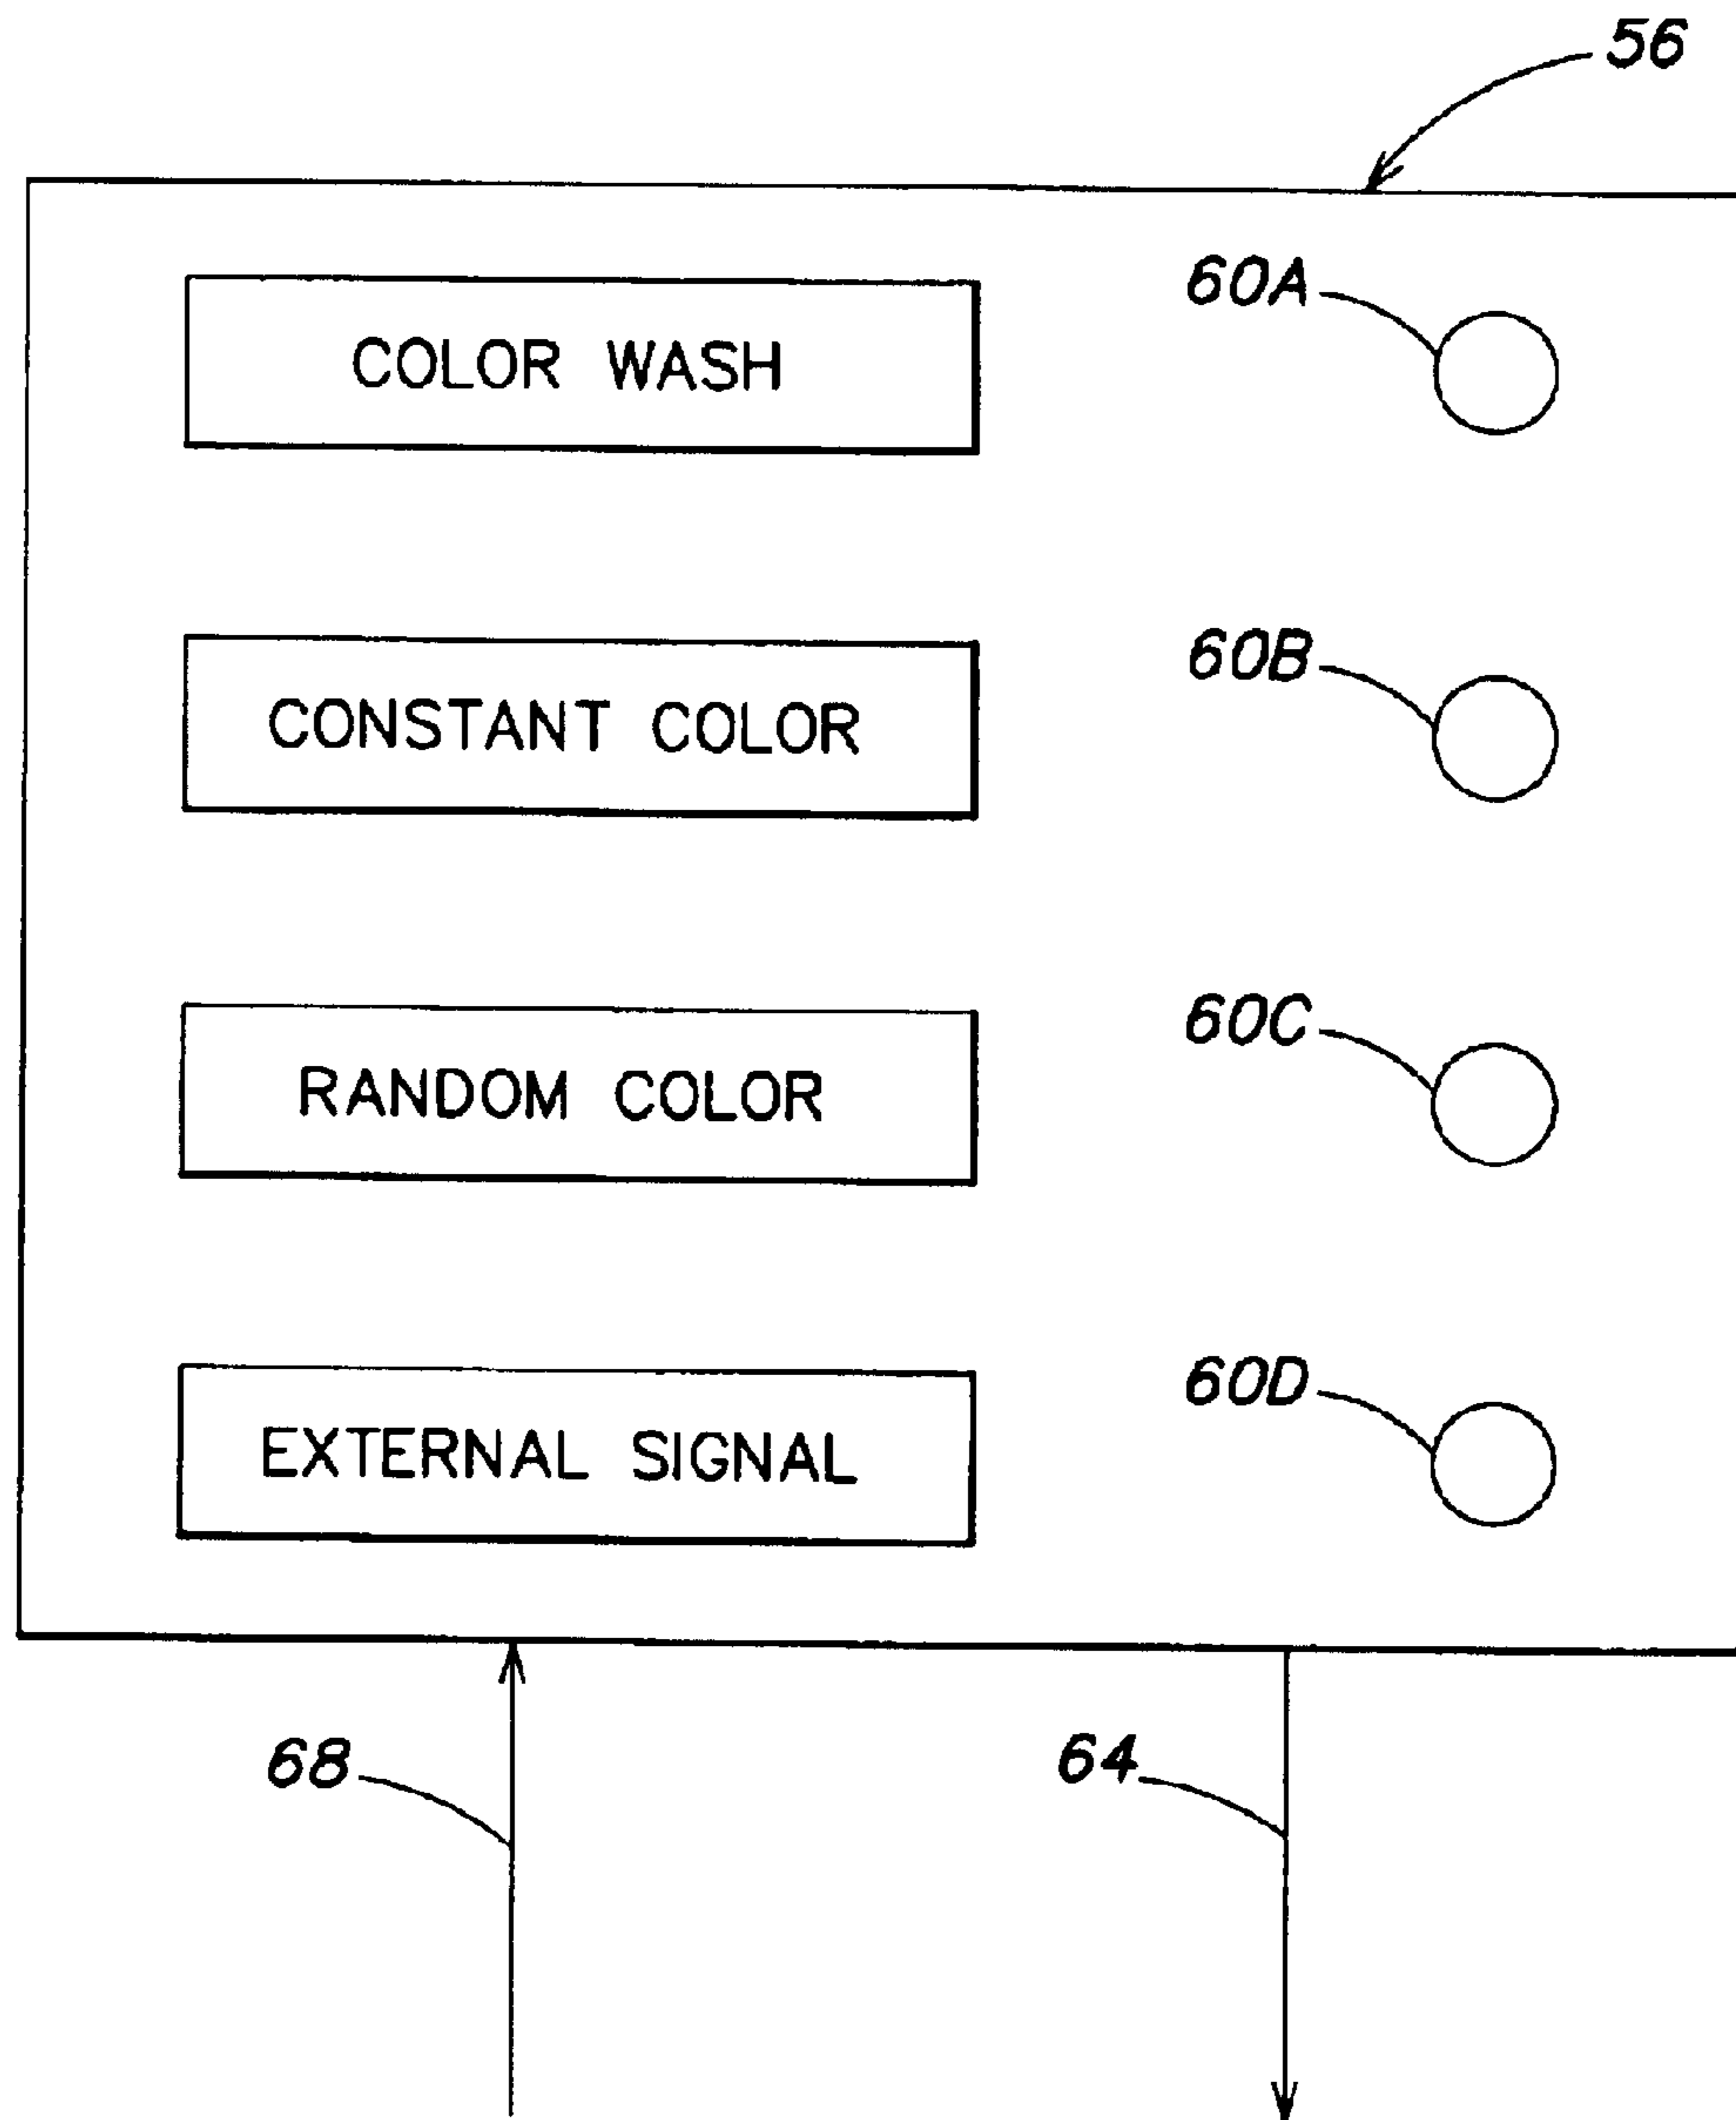 56
COLOR WASH 60A
CONSTANT COLOR 60B
RANDOM COLOR 60C
EXTERNAL SIGNAL 60D
68 64